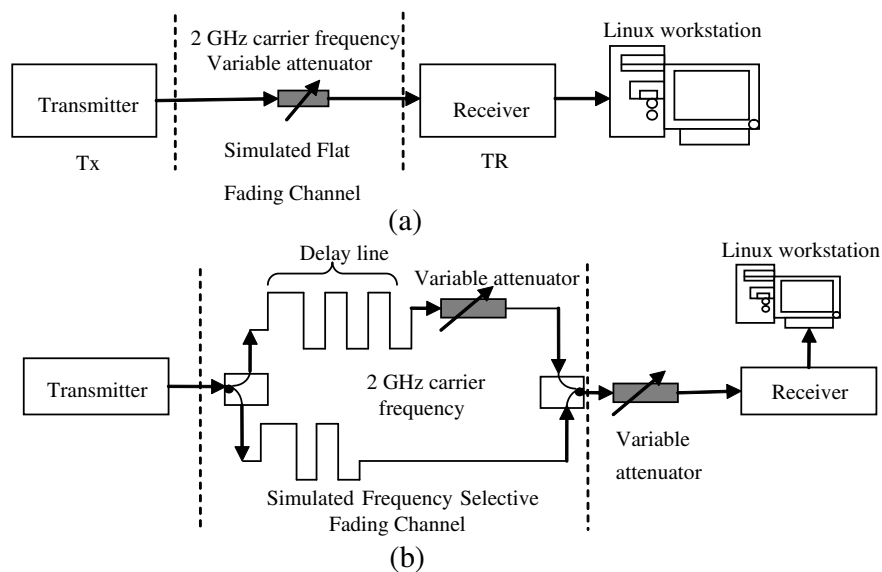 Linux workstation
2 GHz carrier frequency
Variable attenuator
Transmitter
Receiver
Tx
Simulated Flat
Fading Channel
TR
(a)
Delay line
Linux workstation
Variable attenuator
Transmitter
2 GHz carrier
frequency
Receiver
Variable
attenuator
Simulated Frequency Selective
Fading Channel
(b)